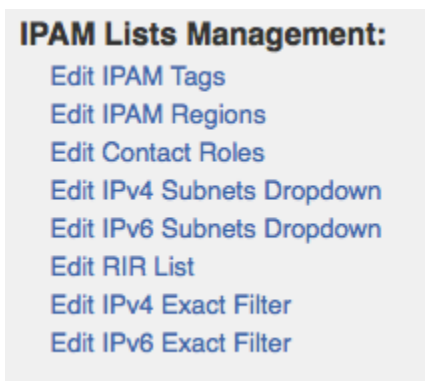 IPAM Lists Management:
Edit IPAM Tags
Edit IPAM Regions
Edit Contact Roles
Edit IPv4 Subnets Dropdown
Edit IPv6 Subnets Dropdown
Edit RIR List
Edit IPv4 Exact Filter
Edit IPv6 Exact Filter